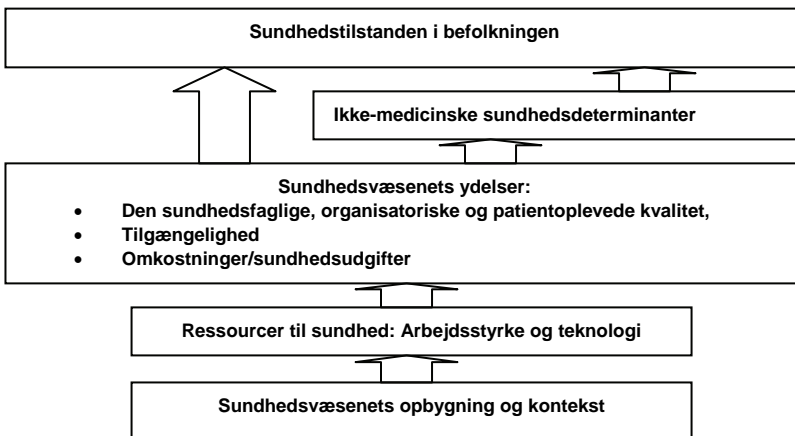 Sundhedstilstanden i befolkningen
Ikke-medicinske sundhedsdeterminanter
Sundhedsvæsenets ydelser:
• Den sundhedsfaglige, organisatoriske og patientoplevede kvalitet,
• Tilgængelighed
• Omkostninger/sundhedsudgifter
Ressourcer til sundhed: Arbejdsstyrke og teknologi
Sundhedsvæsenets opbygning og kontekst